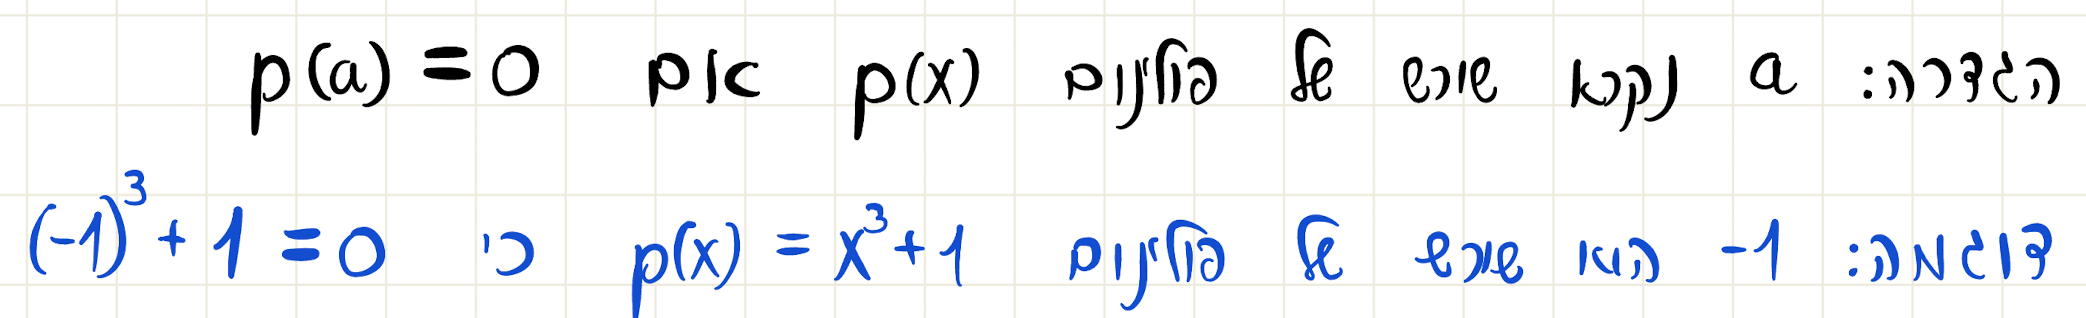 הגדרה: a נקרא שורש של פולינום p(x) אם p(a) = 0
דוגמה: -1 הוא שורש של פולינום p(x) = x³+1 כי (-1)³+1=0